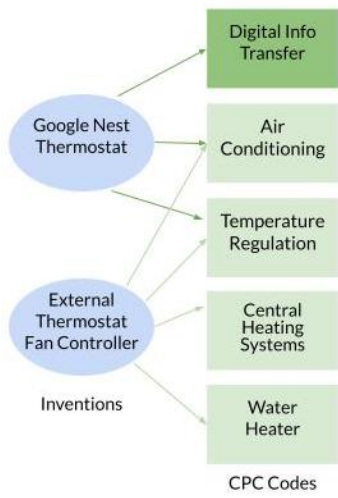 Digital Info
Transfer
Google Nest
Thermostat
Air
Conditioning
Temperature
Regulation
External
Thermostat
Fan Controller
Central
Heating
Systems
Inventions
Water
Heater
CPC Codes